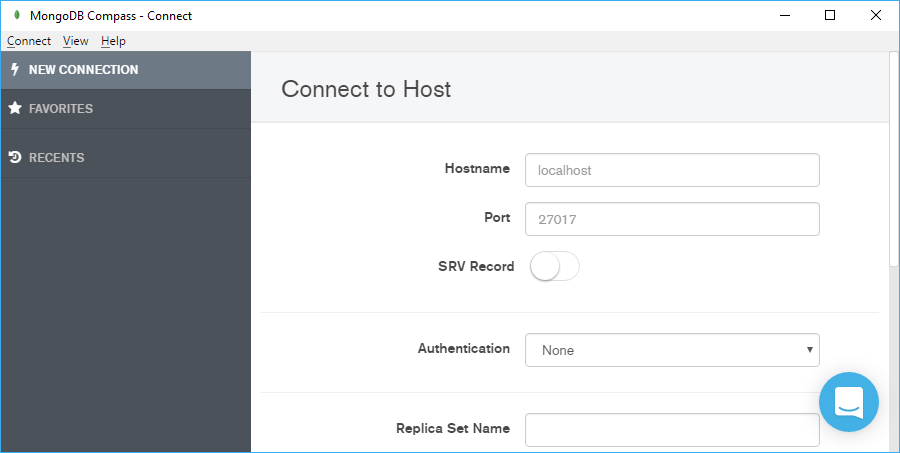 MongoDB Compass - Connect
Connect View Help
NEW CONNECTION
FAVORITES
RECENTS
Connect to Host
Hostname localhost
Port 27017
SRV Record
Authentication None
Replica Set Name